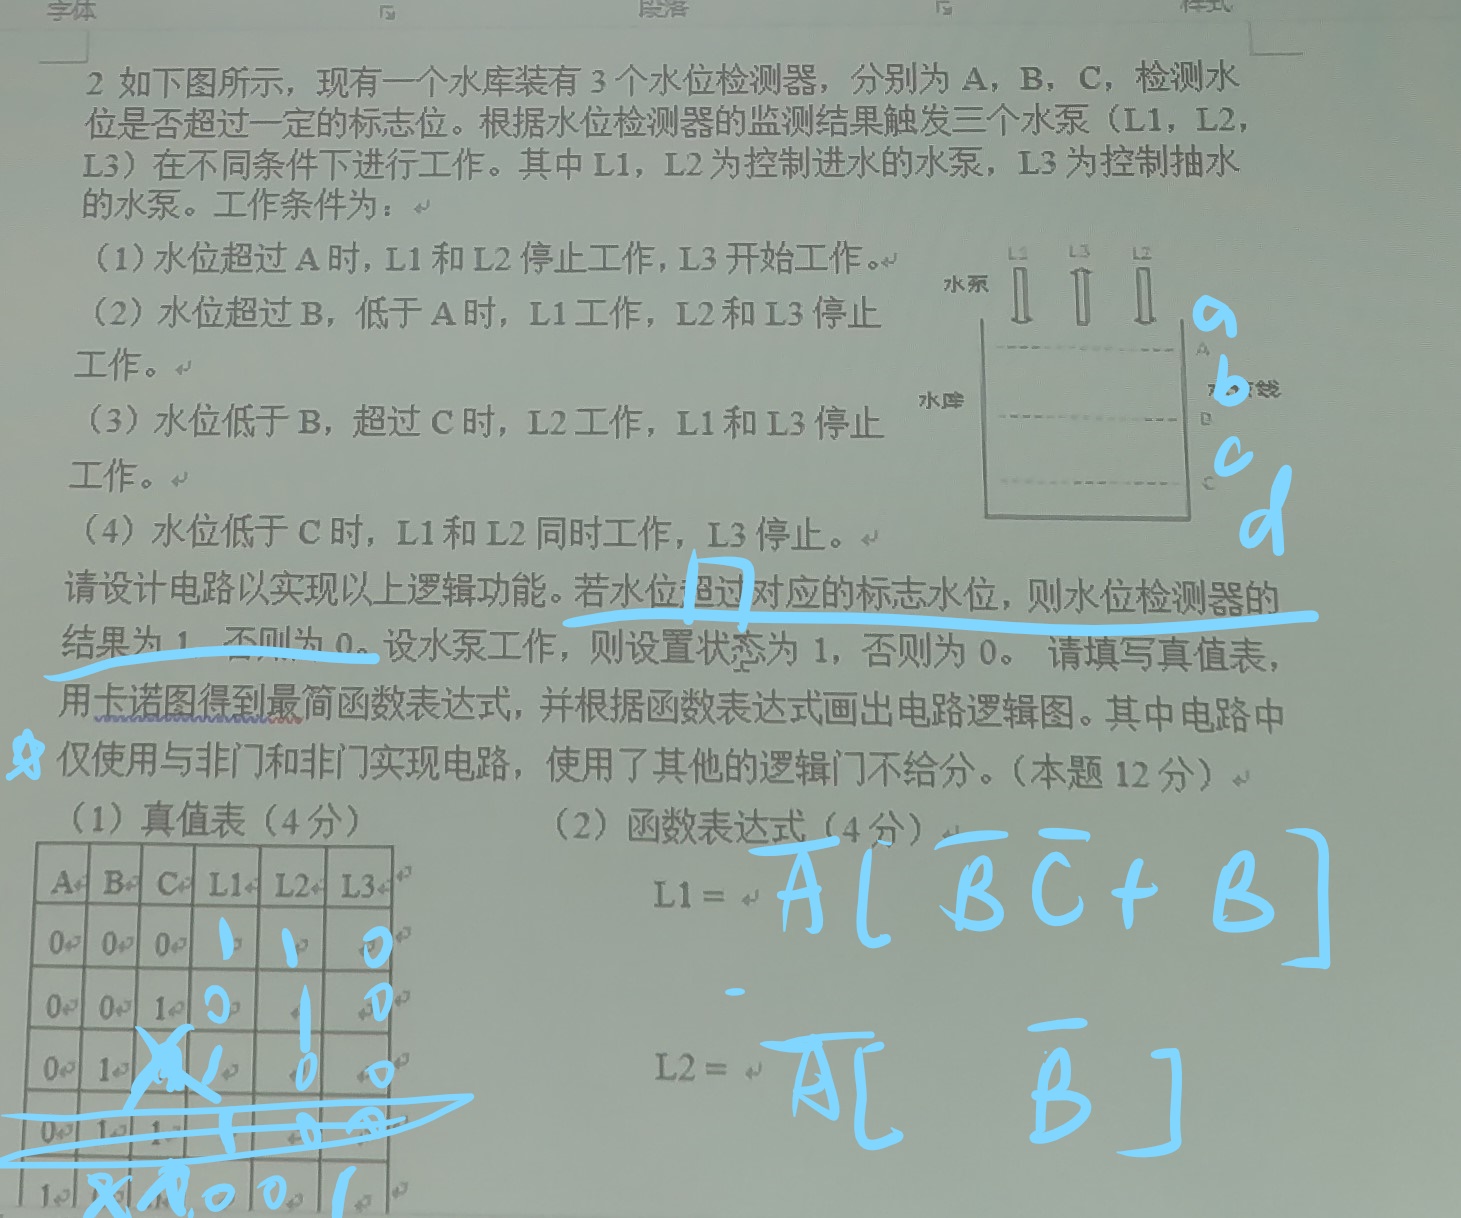 字体 段落 样式
2 如下图所示，现有一个水库装有 3 个水位检测器，分别为 A，B，C，检测水
位是否超过一定的标志位。根据水位检测器的监测结果触发三个水泵（L1，L2，
L3）在不同条件下进行工作。其中 L1，L2 为控制进水的水泵，L3 为控制抽水
的水泵。工作条件为：
（1）水位超过 A 时，L1 和 L2 停止工作，L3 开始工作。
（2）水位超过 B，低于 A 时，L1 工作，L2 和 L3 停止
工作。
（3）水位低于 B，超过 C 时，L2 工作，L1 和 L3 停止
工作。
（4）水位低于 C 时，L1 和 L2 同时工作，L3 停止。
L1 L3 L2
水泵
a
A
b
水库
线
B
c
C
d
请设计电路以实现以上逻辑功能。若水位超过对应的标志水位，则水位检测器的
结果为 1，否则为 0。设水泵工作，则设置状态为 1，否则为 0。 请填写真值表，
用卡诺图得到最简函数表达式，并根据函数表达式画出电路逻辑图。其中电路中
仅使用与非门和非门实现电路，使用了其他的逻辑门不给分。（本题 12 分）
（1）真值表（4 分） （2）函数表达式（4 分）
A B C L1 L2 L3
0 0 0 1 1 0
0 0 1 0 1 0
0 1 1 0 0
0 1 1 1 0 0
1 X X 0 0 1
L1 = A̅[ B̅ C̅ + B ]
L2 = A̅[ B̅ ]